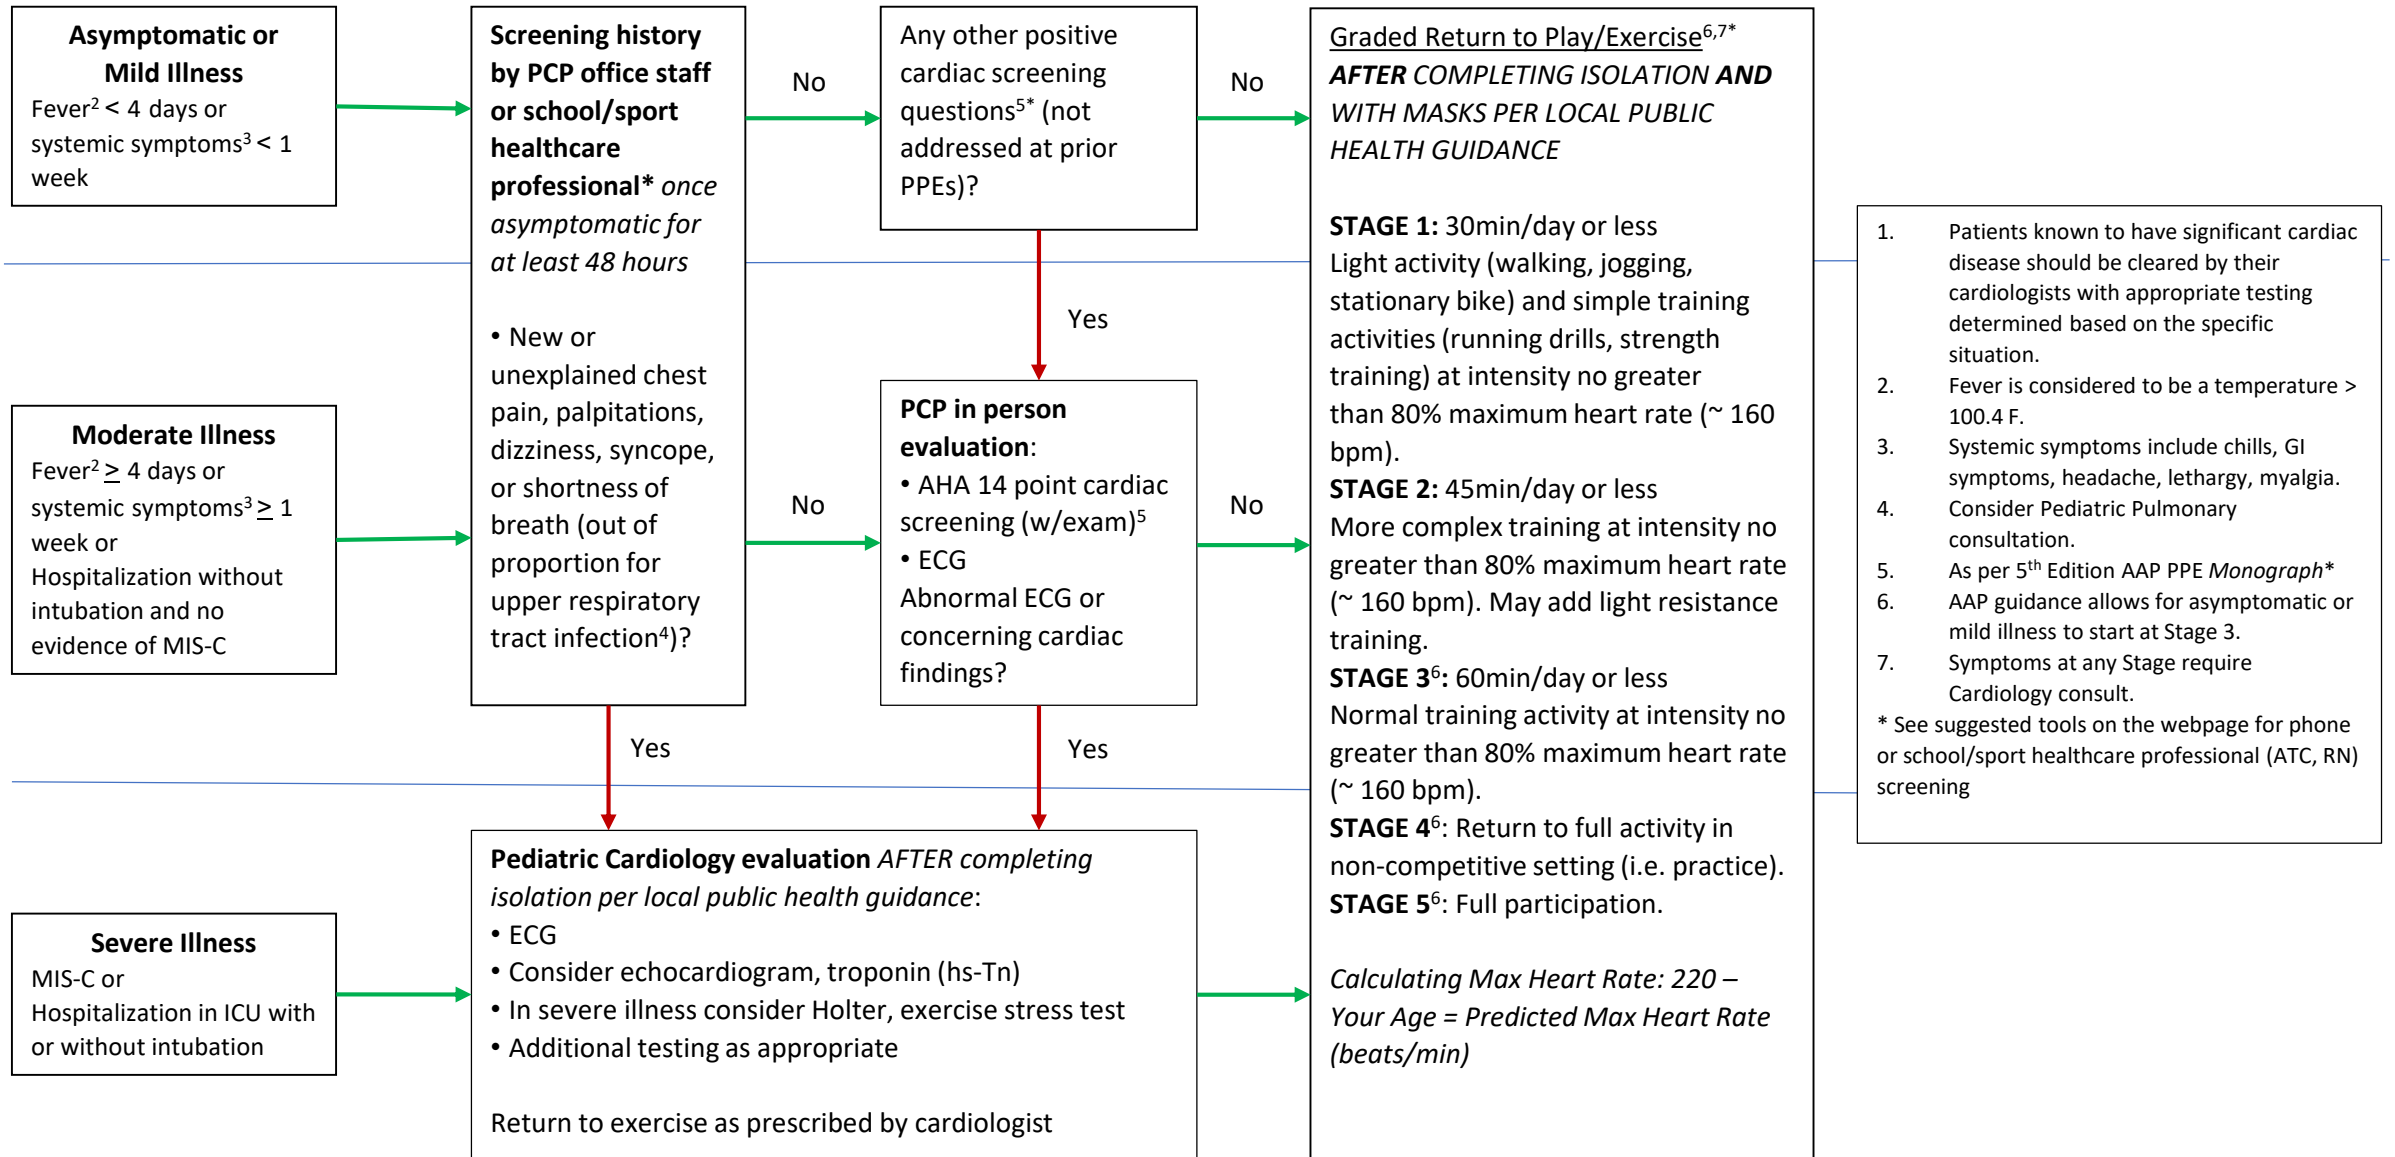 Asymptomatic or
Mild Illness
Fever2 < 4 days or
systemic symptoms3 < 1
week
Moderate Illness
Fever2 ≥ 4 days or
systemic symptoms3 ≥ 1
week or
Hospitalization without
intubation and no
evidence of MIS-C
Severe Illness
MIS-C or
Hospitalization in ICU with
or without intubation
Screening history
by PCP office staff
or school/sport
healthcare
professional* once
asymptomatic for
at least 48 hours
• New or
unexplained chest
pain, palpitations,
dizziness, syncope,
or shortness of
breath (out of
proportion for
upper respiratory
tract infection4)?
No
No
Yes
Any other positive
cardiac screening
questions5* (not
addressed at prior
PPEs)?
No
Yes
PCP in person
evaluation:
• AHA 14 point cardiac
screening (w/exam)5
• ECG
Abnormal ECG or
concerning cardiac
findings?
No
Yes
Pediatric Cardiology evaluation AFTER completing
isolation per local public health guidance:
• ECG
• Consider echocardiogram, troponin (hs-Tn)
• In severe illness consider Holter, exercise stress test
• Additional testing as appropriate
Return to exercise as prescribed by cardiologist
Graded Return to Play/Exercise6,7*
AFTER COMPLETING ISOLATION AND
WITH MASKS PER LOCAL PUBLIC
HEALTH GUIDANCE
STAGE 1: 30min/day or less
Light activity (walking, jogging,
stationary bike) and simple training
activities (running drills, strength
training) at intensity no greater
than 80% maximum heart rate (~ 160
bpm).
STAGE 2: 45min/day or less
More complex training at intensity no
greater than 80% maximum heart rate
(~ 160 bpm). May add light resistance
training.
STAGE 36: 60min/day or less
Normal training activity at intensity no
greater than 80% maximum heart rate
(~ 160 bpm).
STAGE 46: Return to full activity in
non-competitive setting (i.e. practice).
STAGE 56: Full participation.
Calculating Max Heart Rate: 220 –
Your Age = Predicted Max Heart Rate
(beats/min)
1. Patients known to have significant cardiac
disease should be cleared by their
cardiologists with appropriate testing
determined based on the specific
situation.
2. Fever is considered to be a temperature >
100.4 F.
3. Systemic symptoms include chills, GI
symptoms, headache, lethargy, myalgia.
4. Consider Pediatric Pulmonary
consultation.
5. As per 5th Edition AAP PPE Monograph*
6. AAP guidance allows for asymptomatic or
mild illness to start at Stage 3.
7. Symptoms at any Stage require
Cardiology consult.
* See suggested tools on the webpage for phone
or school/sport healthcare professional (ATC, RN)
screening